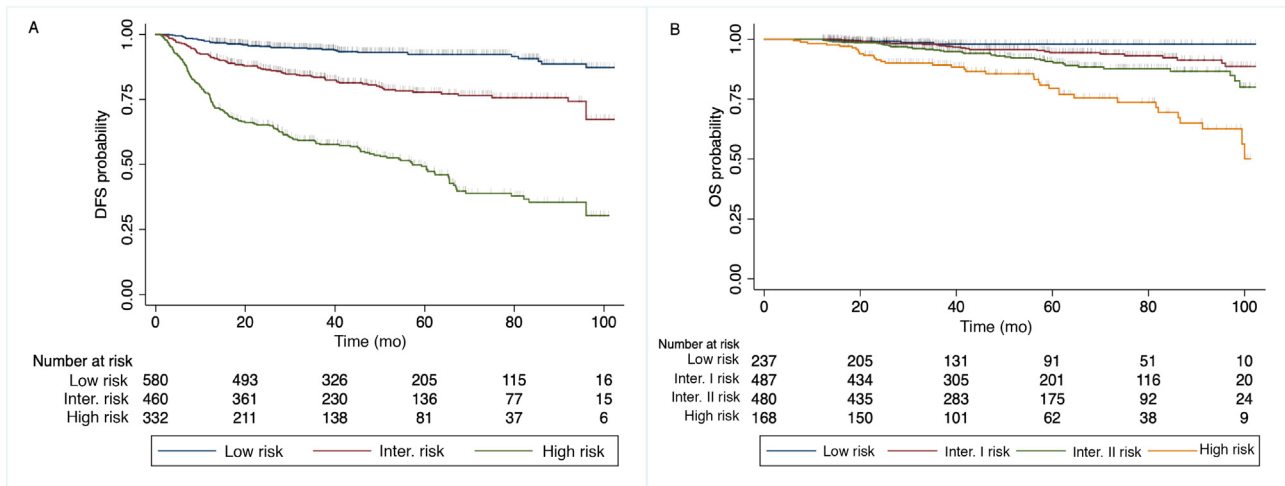 A
DFS probability
1.00
0.75
0.50
0.25
0.00
0 20 40 60 80 100
Time (mo)
Number at risk
Low risk 580 493 326 205 115 16
Inter. risk 460 361 230 136 77 15
High risk 332 211 138 81 37 6
Low risk Inter. risk High risk
B
OS probability
1.00
0.75
0.50
0.25
0.00
0 20 40 60 80 100
Time (mo)
Number at risk
Low risk 237 205 131 91 51 10
Inter. I risk 487 434 305 201 116 20
Inter. II risk 480 435 283 175 92 24
High risk 168 150 101 62 38 9
Low risk Inter. I risk Inter. II risk High risk